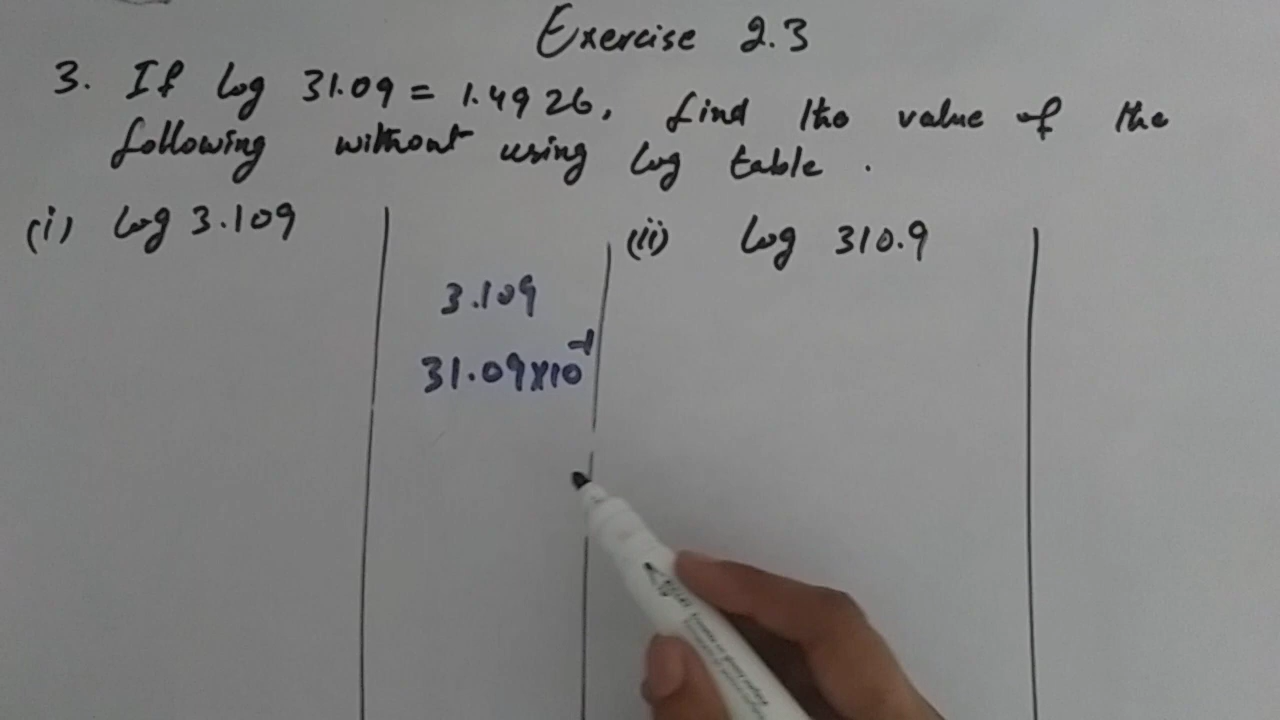 Exercise 2.3
3. If log 31.09 = 1.4926, find the value of the
following without using log table.
(i) log 3.109
(ii) log 310.9
3.109
31.09×10⁻¹